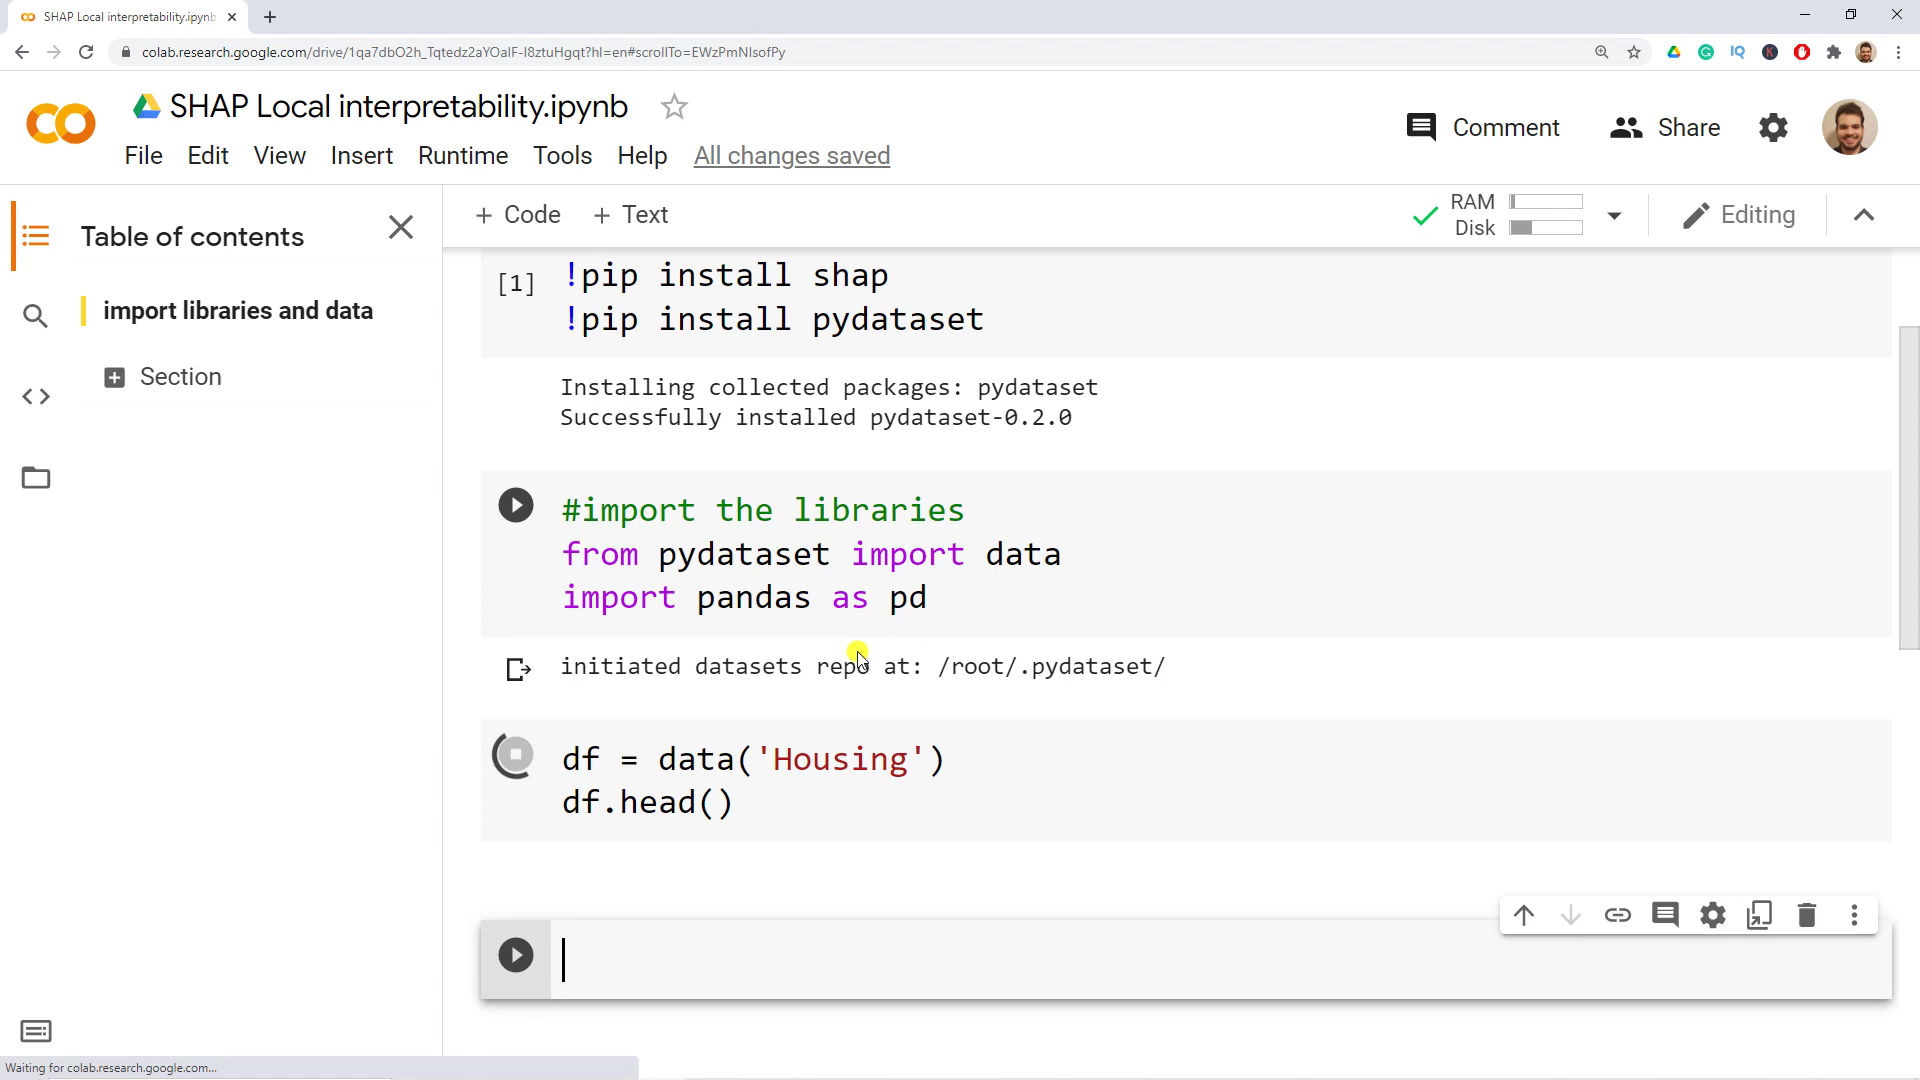 SHAP Local interpretability.ipynb
colab.research.google.com/drive/1qa7dbO2h_Tqtedz2aYOaIF-I8ztuHgqt?hl=en#scrollTo=EWzPmNIsofPy
SHAP Local interpretability.ipynb
File Edit View Insert Runtime Tools Help All changes saved
Comment Share
Table of contents
+ Code + Text
RAM
Disk
Editing
import libraries and data
Section
[1] !pip install shap
!pip install pydataset
Installing collected packages: pydataset
Successfully installed pydataset-0.2.0
#import the libraries
from pydataset import data
import pandas as pd
initiated datasets repo at: /root/.pydataset/
df = data('Housing')
df.head()
Waiting for colab.research.google.com...